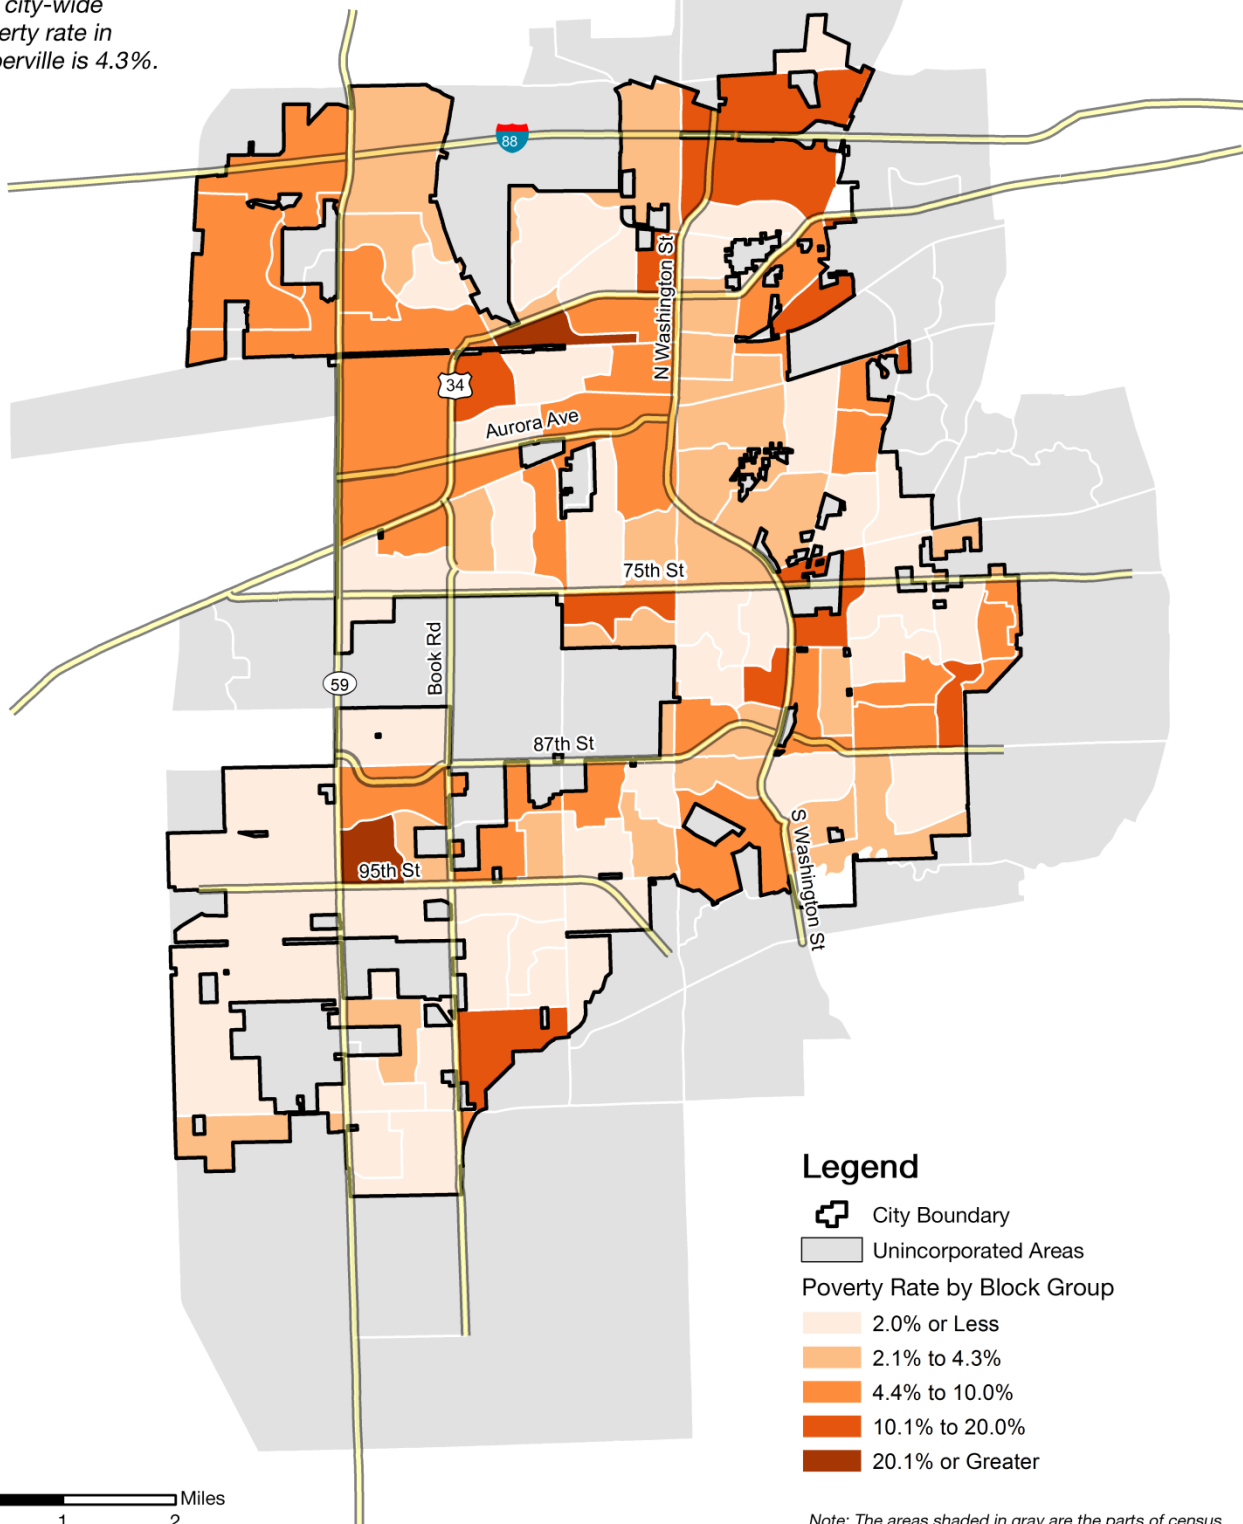 city-wide
erty rate in
erville is 4.3%.
88
N Washington St
34
Aurora Ave
75th St
Book Rd
59
87th St
S Washington St
95th St
Legend
City Boundary
Unincorporated Areas
Poverty Rate by Block Group
2.0% or Less
2.1% to 4.3%
4.4% to 10.0%
10.1% to 20.0%
20.1% or Greater
Miles
1 2
Note: The areas shaded in gray are the parts of census